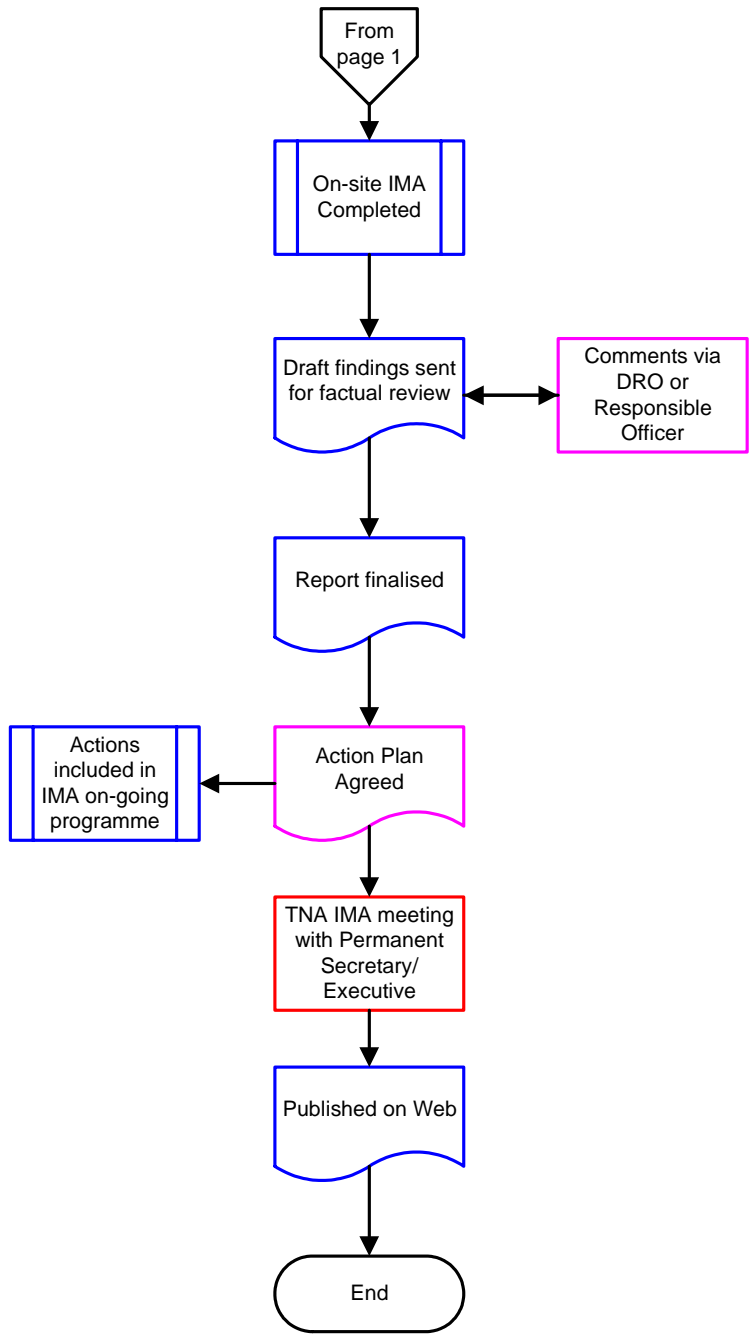 From
page 1
On-site IMA
Completed
Draft findings sent
for factual review
Comments via
DRO or
Responsible
Officer
Report finalised
Actions
included in
IMA on-going
programme
Action Plan
Agreed
TNA IMA meeting
with Permanent
Secretary/
Executive
Published on Web
End